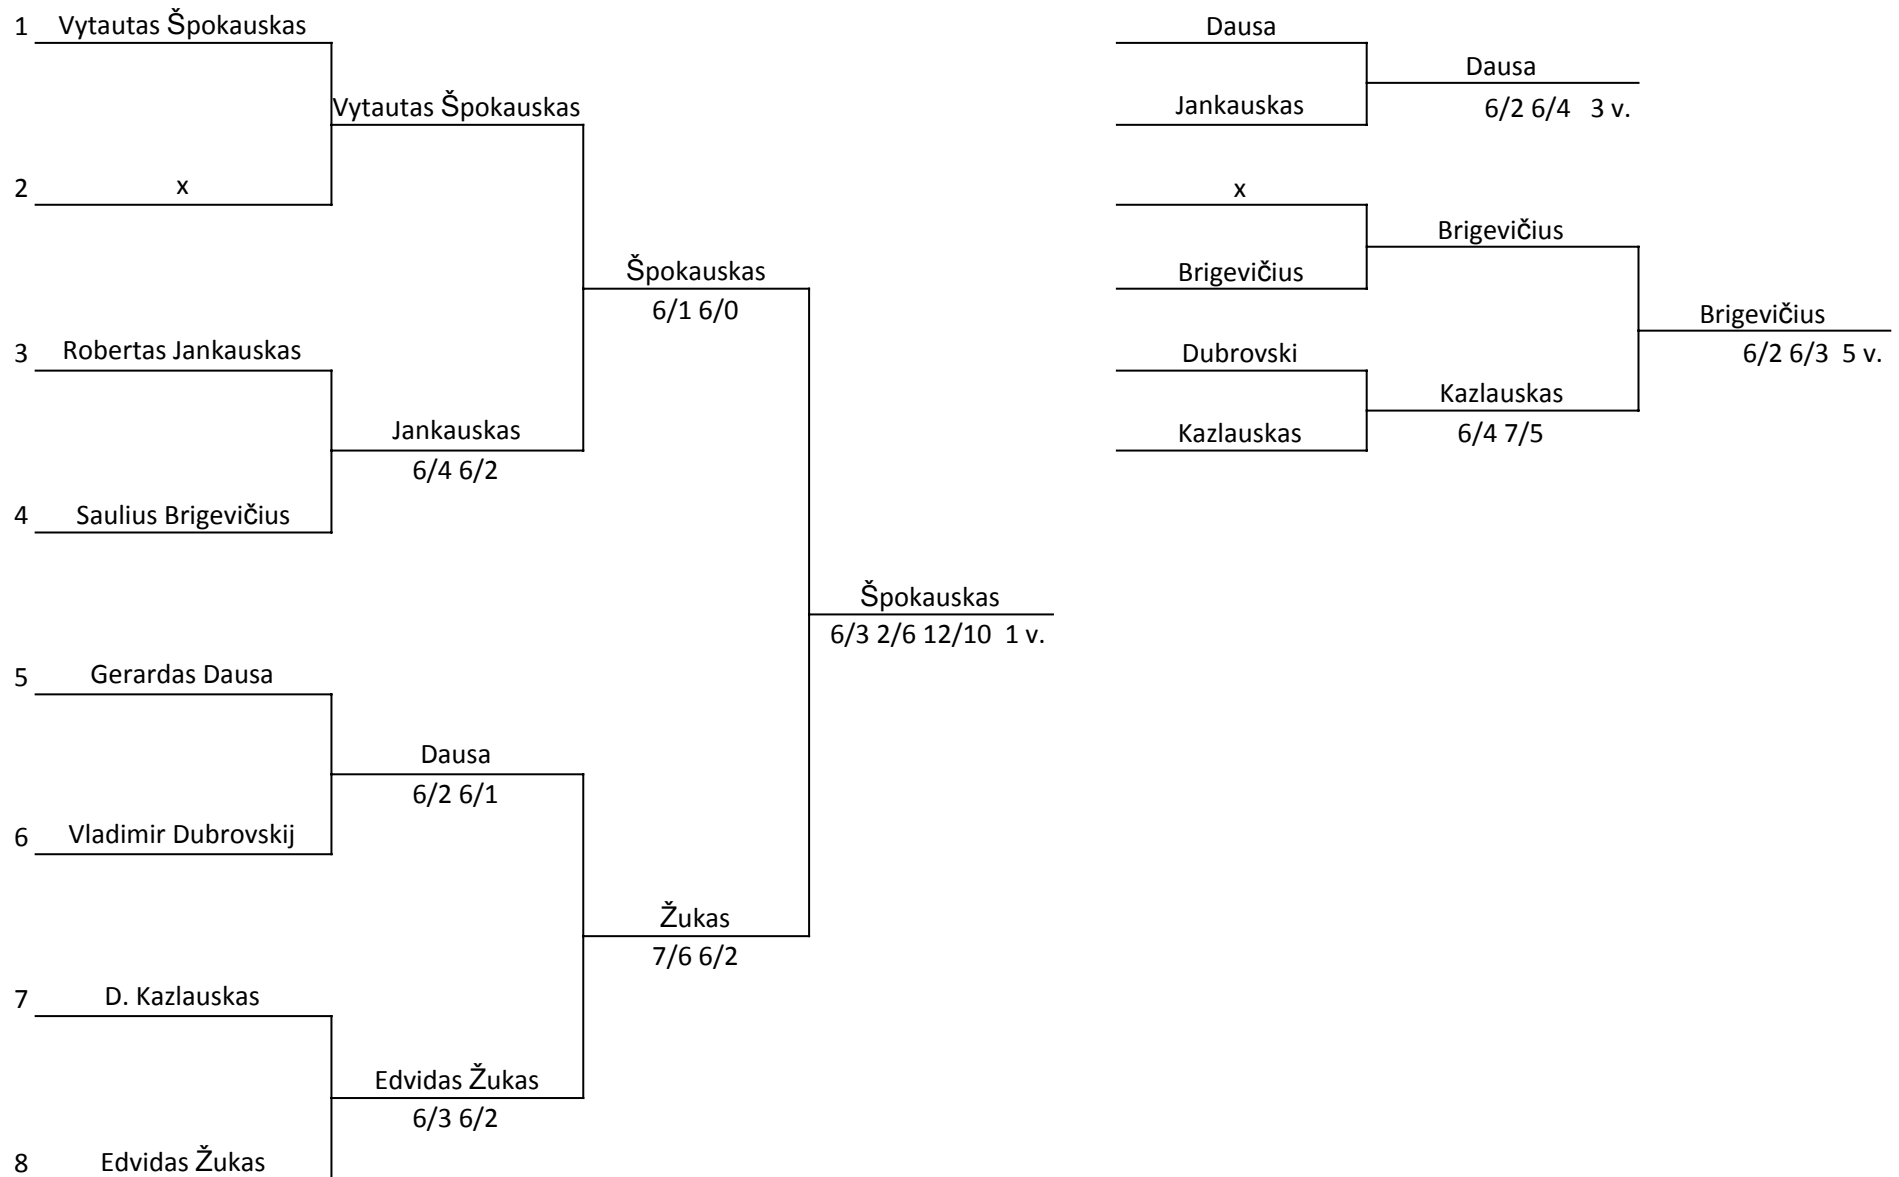 1 Vytautas Špokauskas
Vytautas Špokauskas
2 x
Špokauskas
6/1 6/0
3 Robertas Jankauskas
Jankauskas
6/4 6/2
4 Saulius Brigevičius
Špokauskas
6/3 2/6 12/10 1 v.
5 Gerardas Dausa
Dausa
6/2 6/1
6 Vladimir Dubrovskij
Žukas
7/6 6/2
7 D. Kazlauskas
Edvidas Žukas
6/3 6/2
8 Edvidas Žukas
Dausa
Dausa
Jankauskas
6/2 6/4 3 v.
x
Brigevičius
Brigevičius
Brigevičius
6/2 6/3 5 v.
Dubrovski
Kazlauskas
Kazlauskas
6/4 7/5